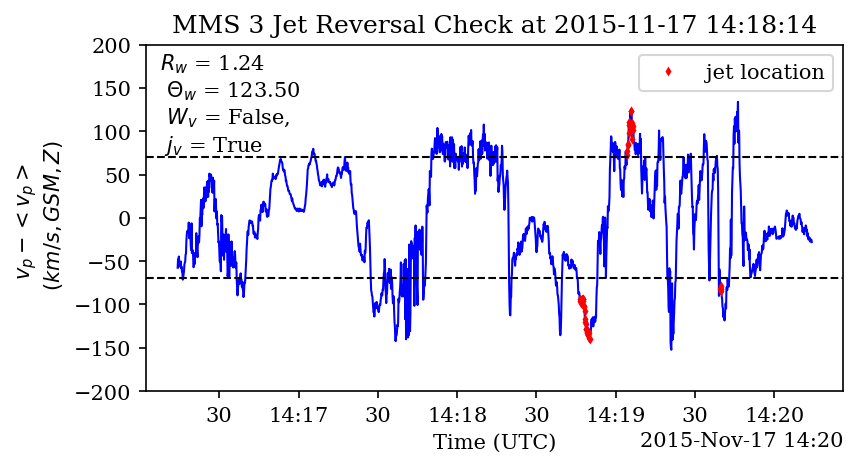 MMS 3 Jet Reversal Check at 2015-11-17 14:18:14
200
150
100
50
0
−50
−100
−150
−200
v_p − < v_p >
(km/s, GSM, Z)
R_w = 1.24
Θ_w = 123.50
W_v = False,
j_v = True
jet location
30 14:17 30 14:18 30 14:19 30 14:20
Time (UTC)
2015-Nov-17 14:20